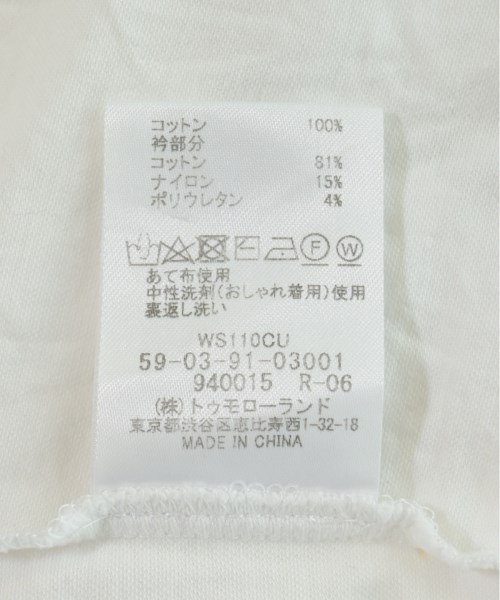 コットン 100%
衿部分
コットン 81%
ナイロン 15%
ポリウレタン 4%
F W
あて布使用
中性洗剤(おしゃれ着用)使用
裏返し洗い
WS110CU
59-03-91-03001
940015 R-06
(株)トゥモローランド
東京都渋谷区恵比寿西1-32-18
MADE IN CHINA